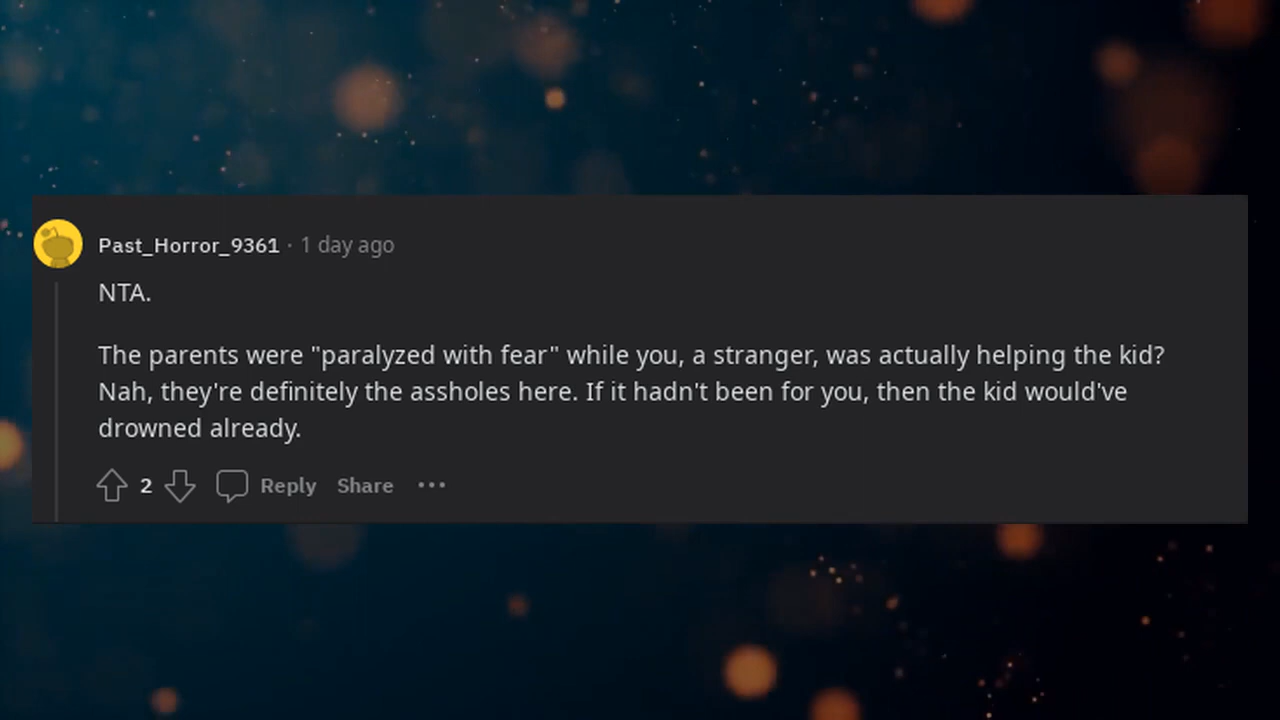 Past_Horror_9361 · 1 day ago
NTA.
The parents were "paralyzed with fear" while you, a stranger, was actually helping the kid?
Nah, they're definitely the assholes here. If it hadn't been for you, then the kid would've
drowned already.
2 Reply Share ···